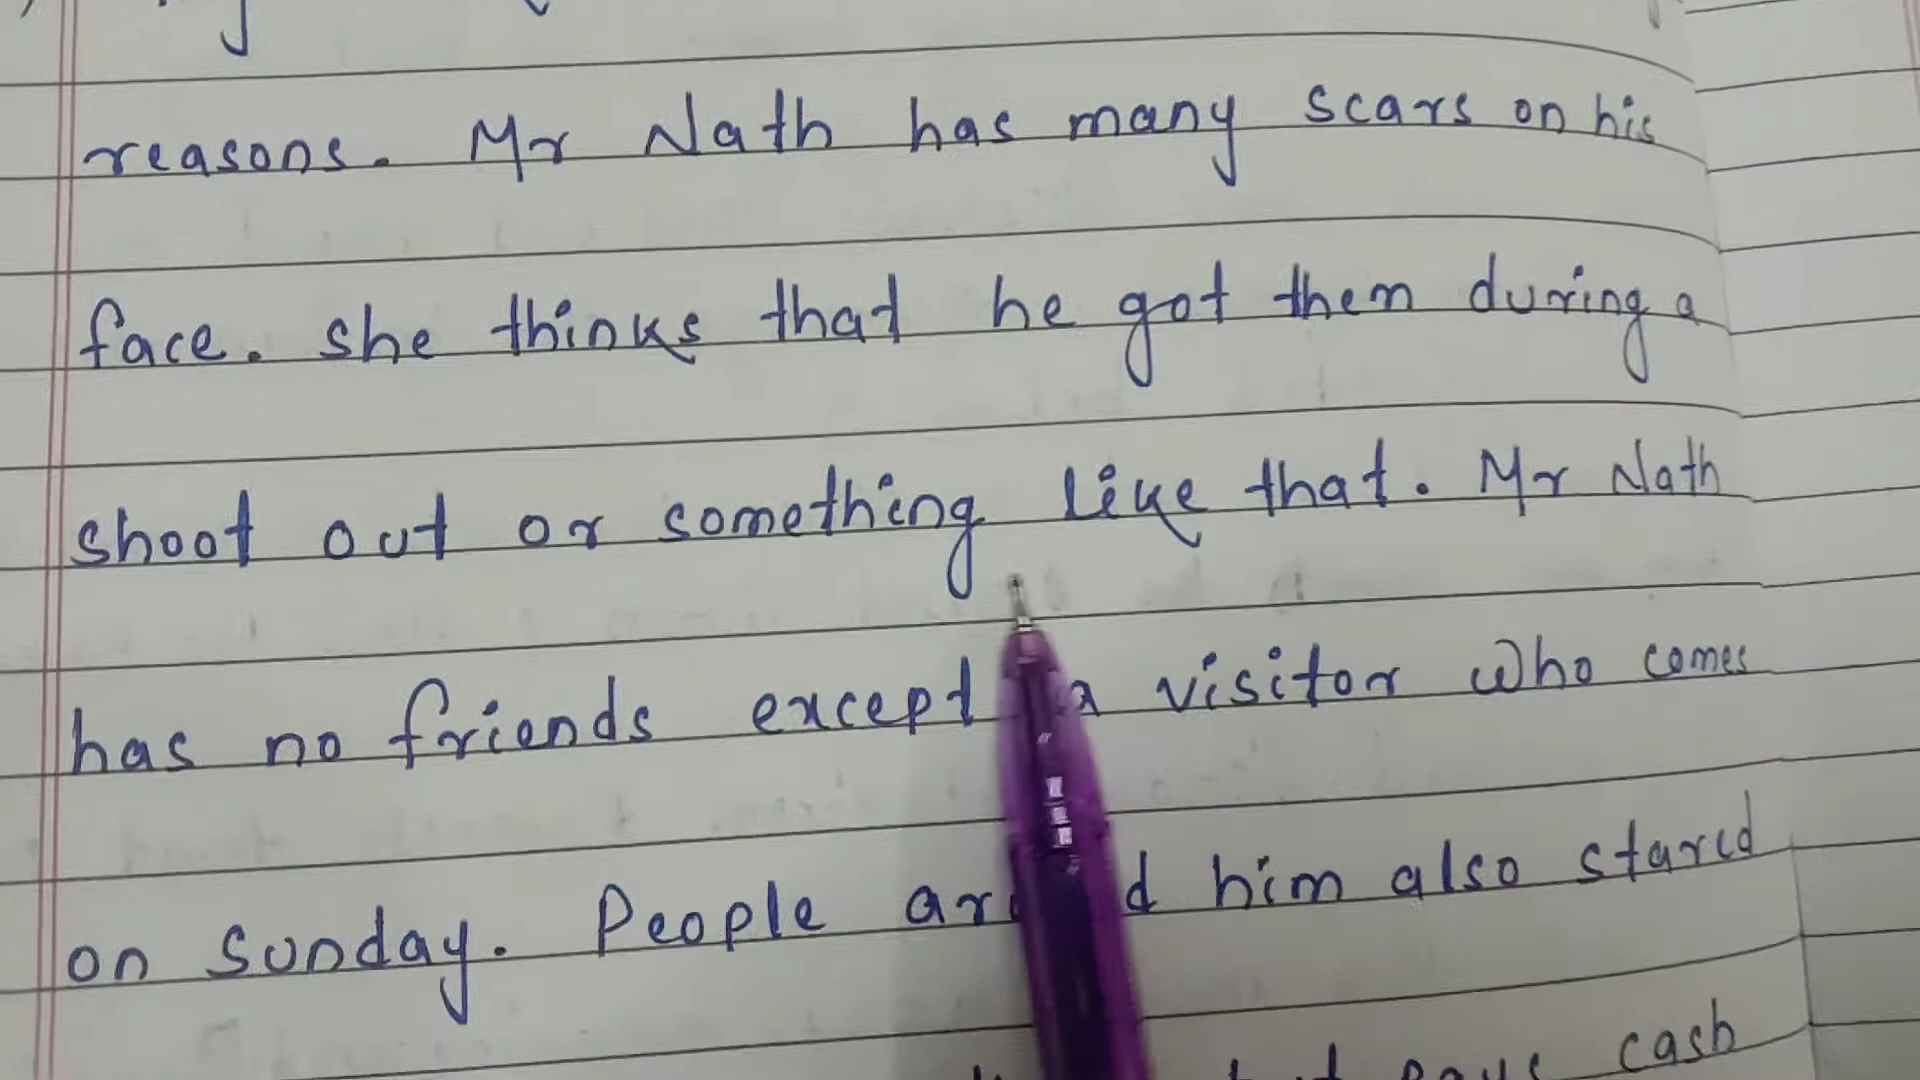 reasons. Mr Nath has many scars on his
face. she thinks that he got them during a
shoot out or something like that. Mr Nath
has no friends except a visitor who comes
on sunday. People him also stared
cash